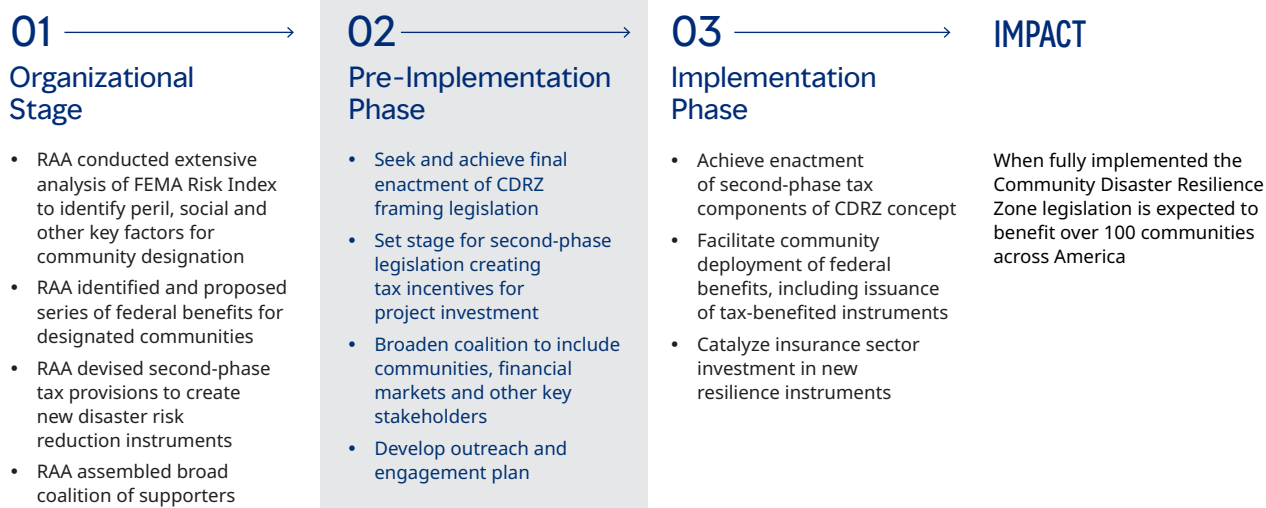 01
Organizational
Stage
• RAA conducted extensive
analysis of FEMA Risk Index
to identify peril, social and
other key factors for
community designation
• RAA identified and proposed
series of federal benefits for
designated communities
• RAA devised second-phase
tax provisions to create
new disaster risk
reduction instruments
• RAA assembled broad
coalition of supporters
02
Pre-Implementation
Phase
• Seek and achieve final
enactment of CDRZ
framing legislation
• Set stage for second-phase
legislation creating
tax incentives for
project investment
• Broaden coalition to include
communities, financial
markets and other key
stakeholders
• Develop outreach and
engagement plan
03
Implementation
Phase
• Achieve enactment
of second-phase tax
components of CDRZ concept
• Facilitate community
deployment of federal
benefits, including issuance
of tax-benefited instruments
• Catalyze insurance sector
investment in new
resilience instruments
IMPACT
When fully implemented the
Community Disaster Resilience
Zone legislation is expected to
benefit over 100 communities
across America